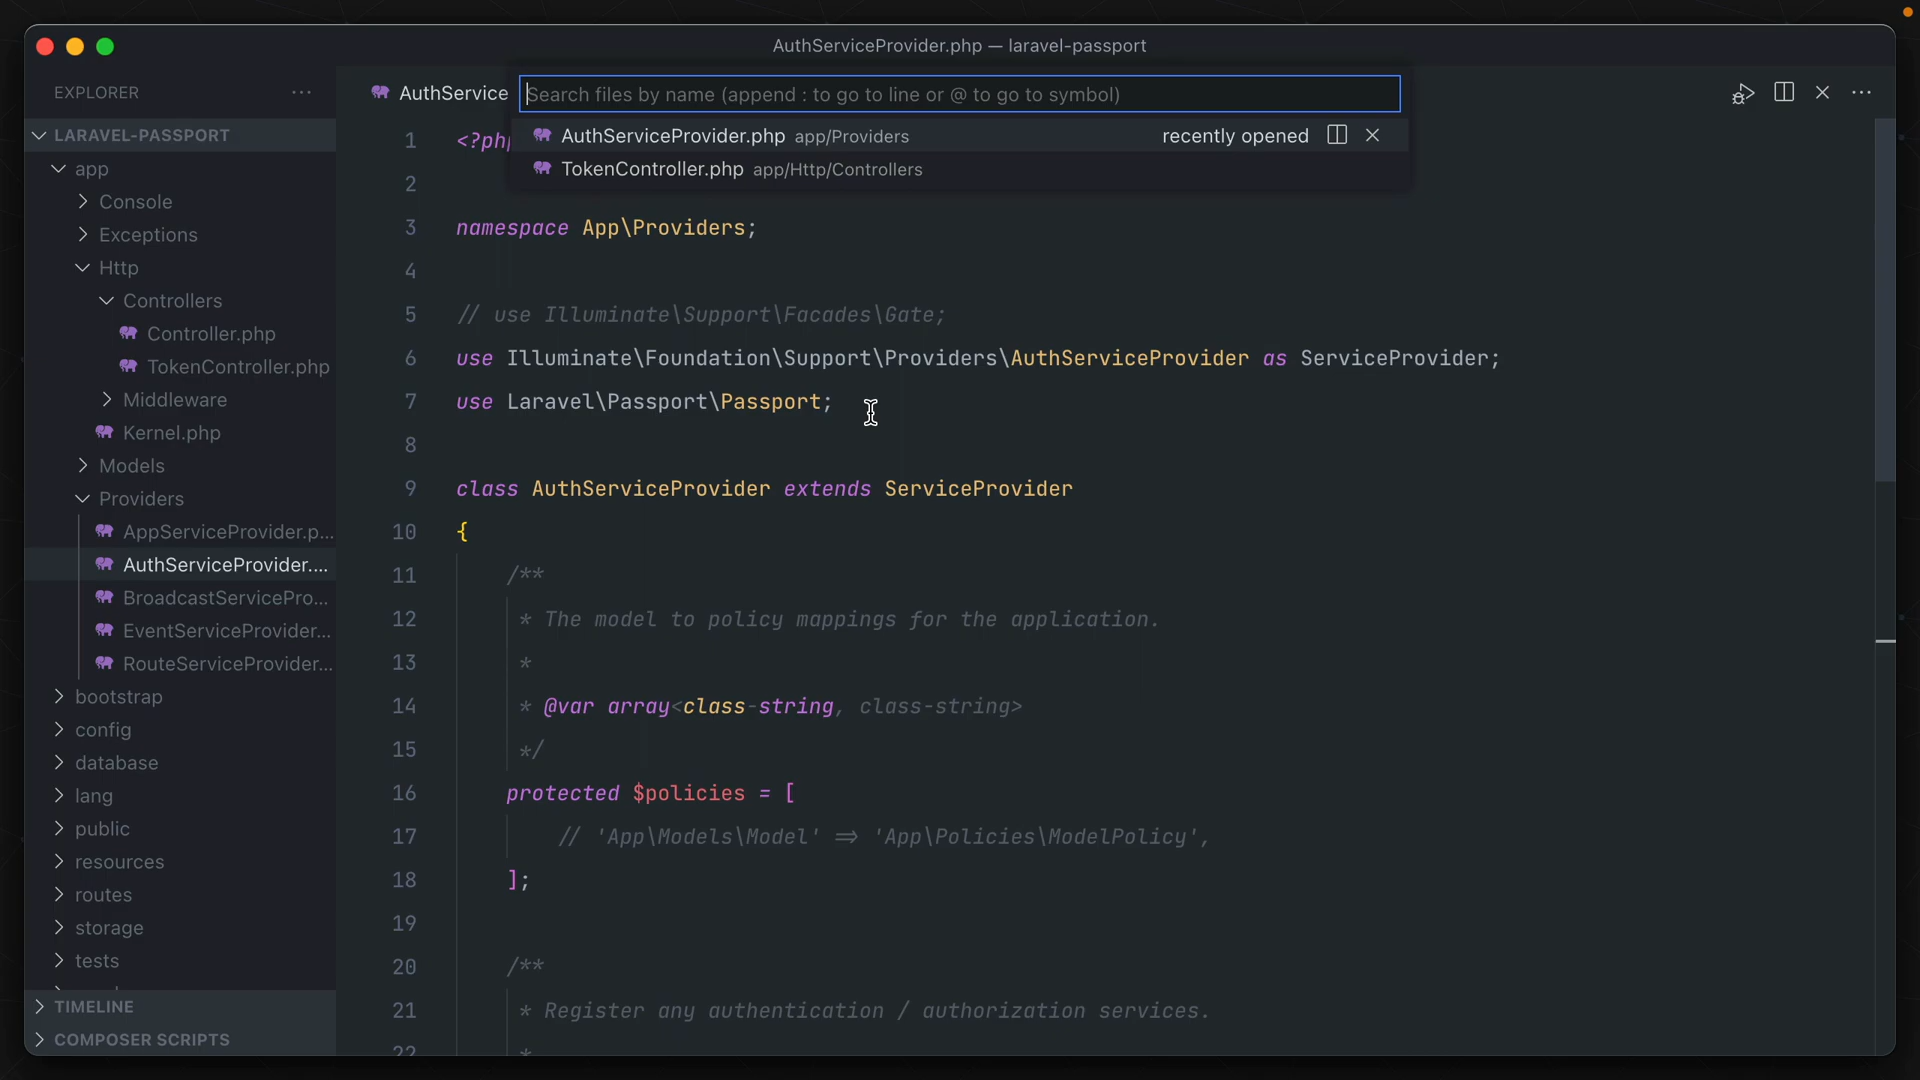 AuthServiceProvider.php — laravel-passport
EXPLORER
LARAVEL-PASSPORT
app
Console
Exceptions
Http
Controllers
Controller.php
TokenController.php
Middleware
Kernel.php
Models
Providers
AppServiceProvider.p...
AuthServiceProvider....
BroadcastServicePro...
EventServiceProvider...
RouteServiceProvider...
bootstrap
config
database
lang
public
resources
routes
storage
tests
TIMELINE
COMPOSER SCRIPTS
AuthService
Search files by name (append : to go to line or @ to go to symbol)
AuthServiceProvider.php app/Providers recently opened
TokenController.php app/Http/Controllers
1 <?php
2
3 namespace App\Providers;
4
5 // use Illuminate\Support\Facades\Gate;
6 use Illuminate\Foundation\Support\Providers\AuthServiceProvider as ServiceProvider;
7 use Laravel\Passport\Passport;
8
9 class AuthServiceProvider extends ServiceProvider
10 {
11 /**
12 * The model to policy mappings for the application.
13 *
14 * @var array<class-string, class-string>
15 */
16 protected $policies = [
17 // 'App\Models\Model' => 'App\Policies\ModelPolicy',
18 ];
19
20 /**
21 * Register any authentication / authorization services.
22 *